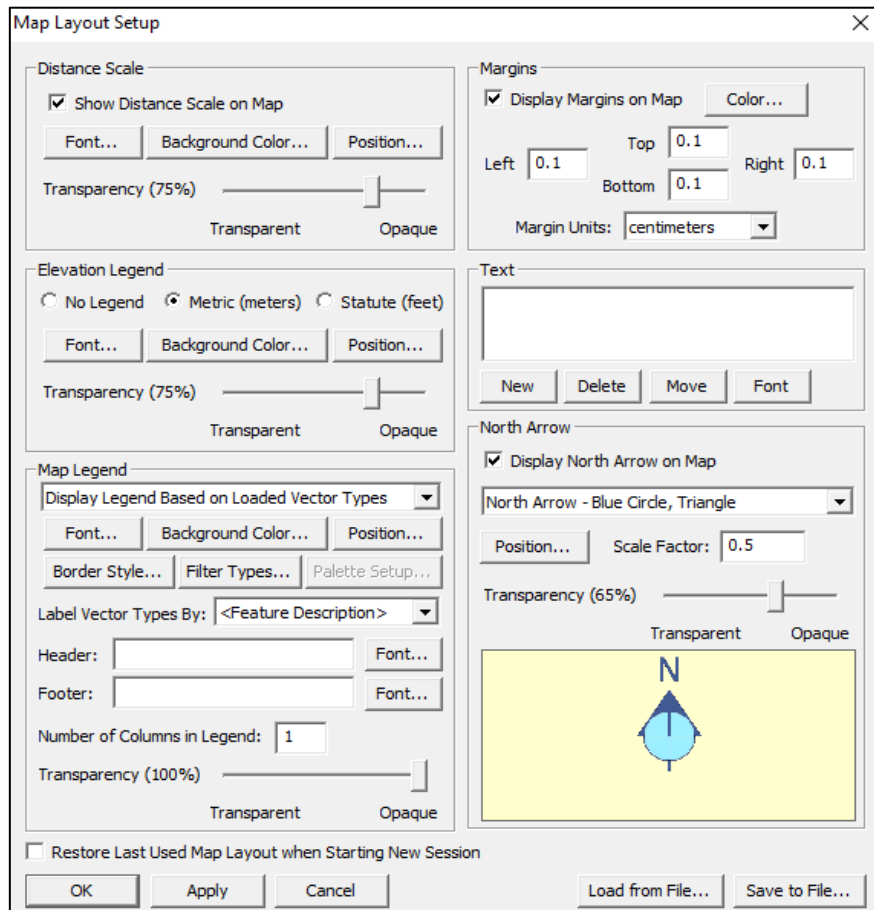 Map Layout Setup
Distance Scale
Show Distance Scale on Map
Font... Background Color... Position...
Transparency (75%)
Transparent Opaque
Elevation Legend
No Legend Metric (meters) Statute (feet)
Font... Background Color... Position...
Transparency (75%)
Transparent Opaque
Map Legend
Display Legend Based on Loaded Vector Types
Font... Background Color... Position...
Border Style... Filter Types... Palette Setup...
Label Vector Types By: <Feature Description>
Header: Font...
Footer: Font...
Number of Columns in Legend: 1
Transparency (100%)
Transparent Opaque
Margins
Display Margins on Map Color...
Top 0.1
Left 0.1 Right 0.1
Bottom 0.1
Margin Units: centimeters
Text
New Delete Move Font
North Arrow
Display North Arrow on Map
North Arrow - Blue Circle, Triangle
Position... Scale Factor: 0.5
Transparency (65%)
Transparent Opaque
N
Restore Last Used Map Layout when Starting New Session
OK Apply Cancel Load from File... Save to File...